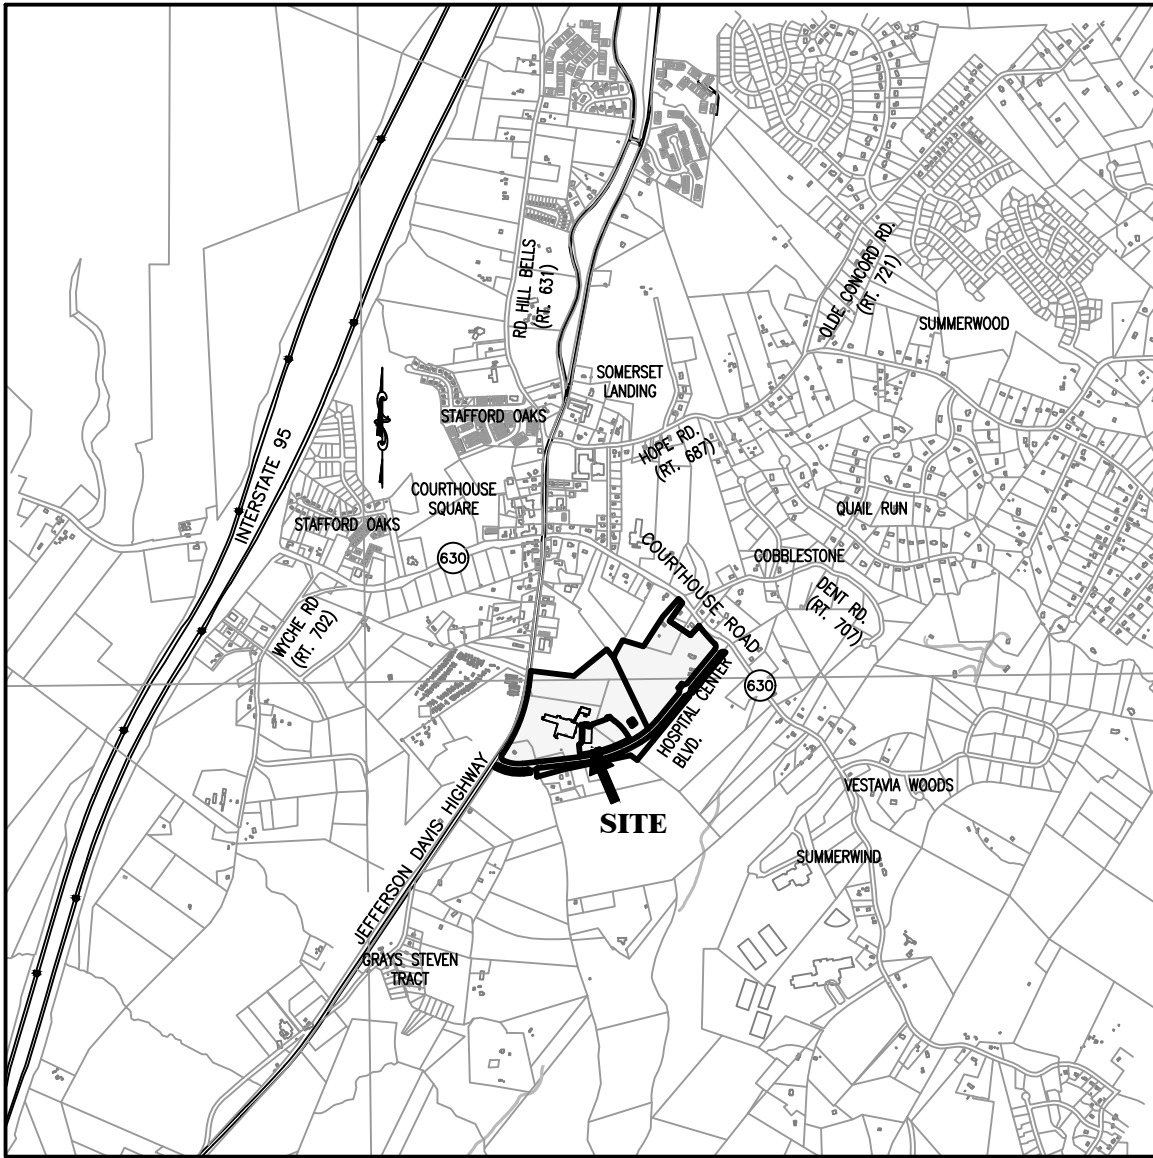 RD HILL BELLS
(RT. 631)
OLDE CONCORD RD.
(RT. 721)
SUMMERWOOD
SOMERSET
LANDING
STAFFORD OAKS
HOPE RD.
(RT. 687)
INTERSTATE 95
COURTHOUSE
SQUARE
STAFFORD OAKS
QUAIL RUN
630
COURTHOUSE ROAD
COBBLESTONE
DENT RD.
(RT. 707)
WYCHE RD
(RT. 702)
630
HOSPITAL CENTER
BLVD.
JEFFERSON DAVIS HIGHWAY
VESTAVIA WOODS
SITE
SUMMERWIND
GRAYS STEVEN
TRACT